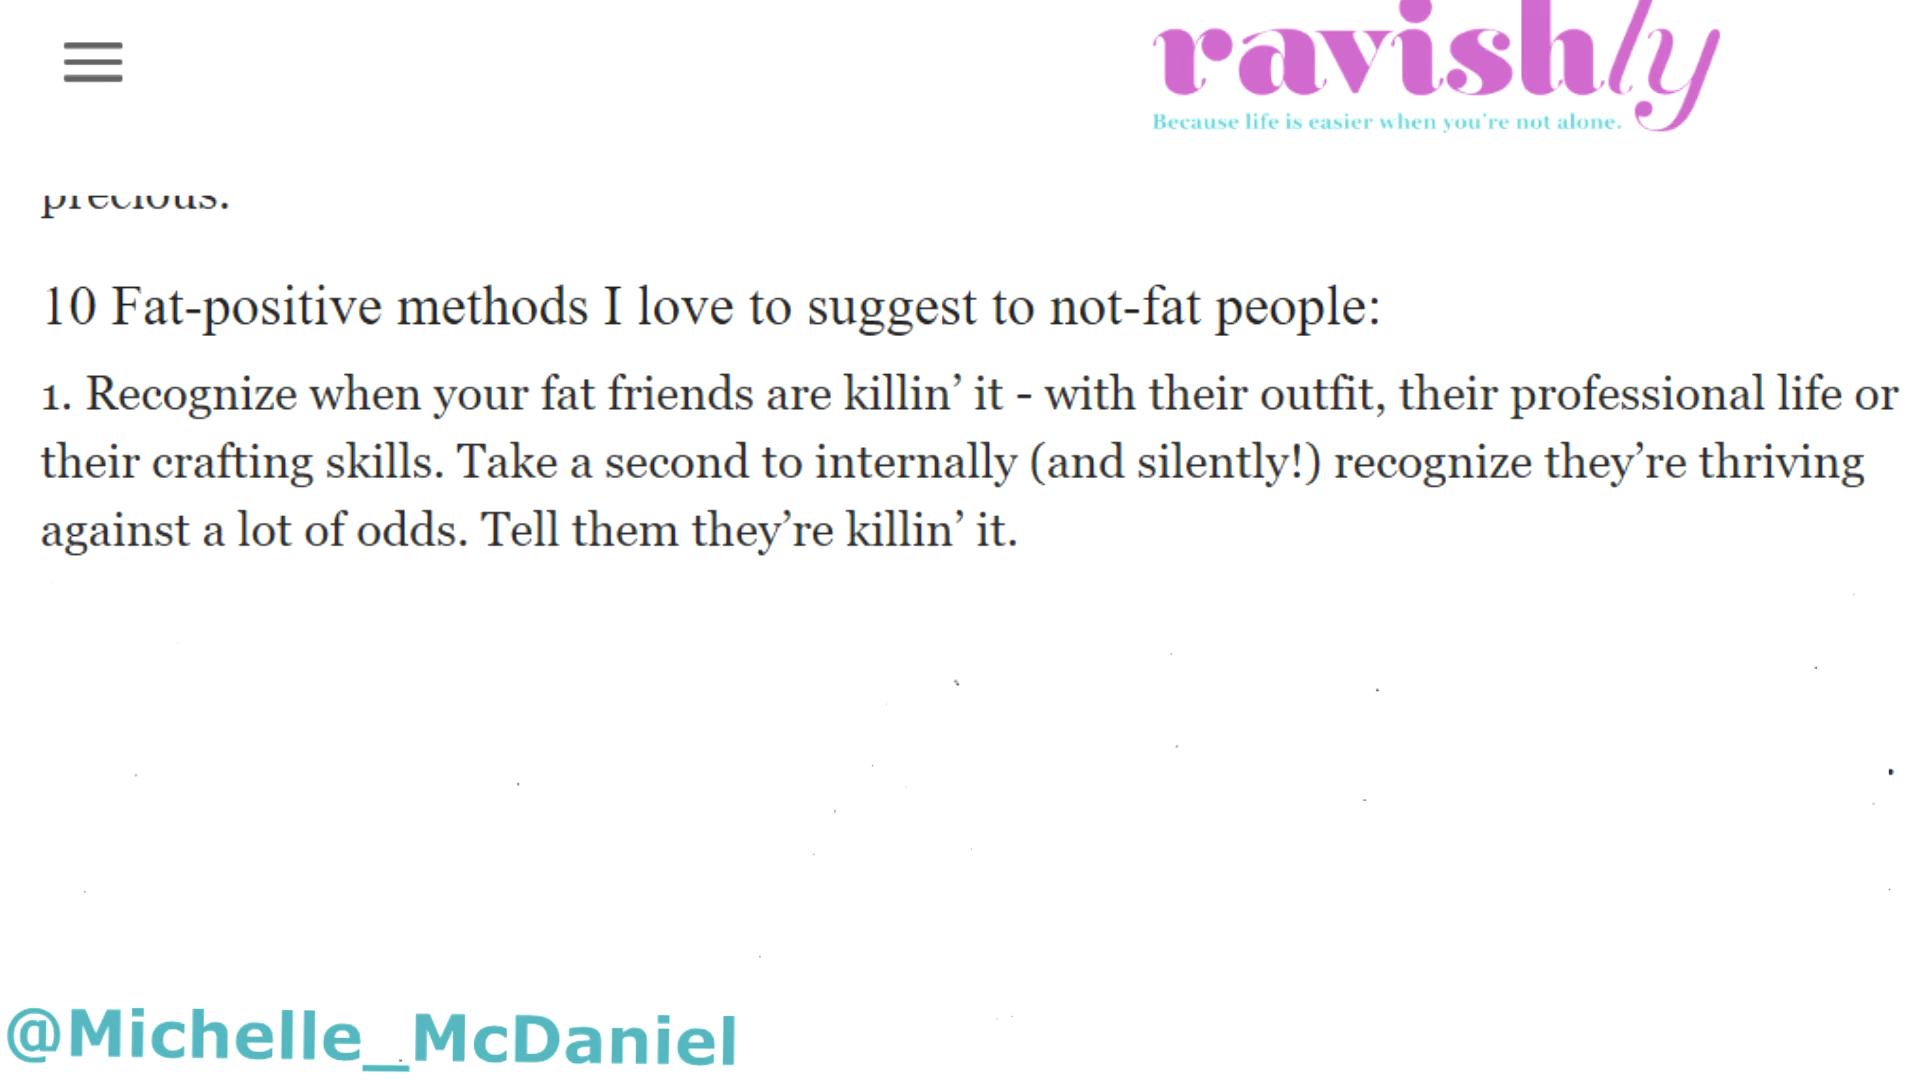 ravishly
Because life is easier when you're not alone.
precious.
10 Fat-positive methods I love to suggest to not-fat people:
1. Recognize when your fat friends are killin’ it - with their outfit, their professional life or
their crafting skills. Take a second to internally (and silently!) recognize they’re thriving
against a lot of odds. Tell them they’re killin’ it.
@Michelle_McDaniel